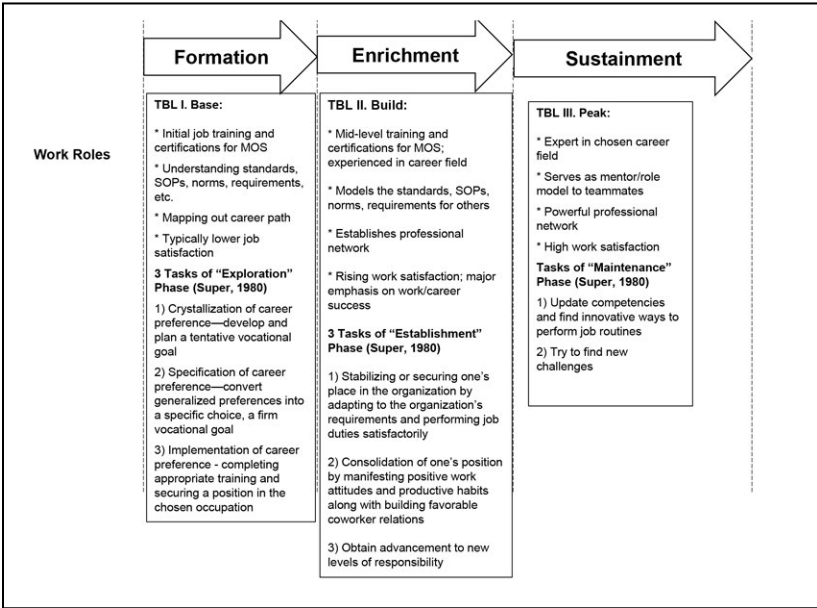 Formation
Enrichment
Sustainment
Work Roles
TBL I. Base:
* Initial job training and
certifications for MOS
* Understanding standards,
SOPs, norms, requirements,
etc.
* Mapping out career path
* Typically lower job
satisfaction
3 Tasks of “Exploration”
Phase (Super, 1980)
1) Crystallization of career
preference—develop and
plan a tentative vocational
goal
2) Specification of career
preference—convert
generalized preferences into
a specific choice, a firm
vocational goal
3) Implementation of career
preference - completing
appropriate training and
securing a position in the
chosen occupation
TBL II. Build:
* Mid-level training and
certifications for MOS;
experienced in career field
* Models the standards, SOPs,
norms, requirements for others
* Establishes professional
network
* Rising work satisfaction; major
emphasis on work/career
success
3 Tasks of “Establishment”
Phase (Super, 1980)
1) Stabilizing or securing one’s
place in the organization by
adapting to the organization’s
requirements and performing job
duties satisfactorily
2) Consolidation of one’s position
by manifesting positive work
attitudes and productive habits
along with building favorable
coworker relations
3) Obtain advancement to new
levels of responsibility
TBL III. Peak:
* Expert in chosen career
field
* Serves as mentor/role
model to teammates
* Powerful professional
network
* High work satisfaction
Tasks of “Maintenance”
Phase (Super, 1980)
1) Update competencies
and find innovative ways to
perform job routines
2) Try to find new
challenges